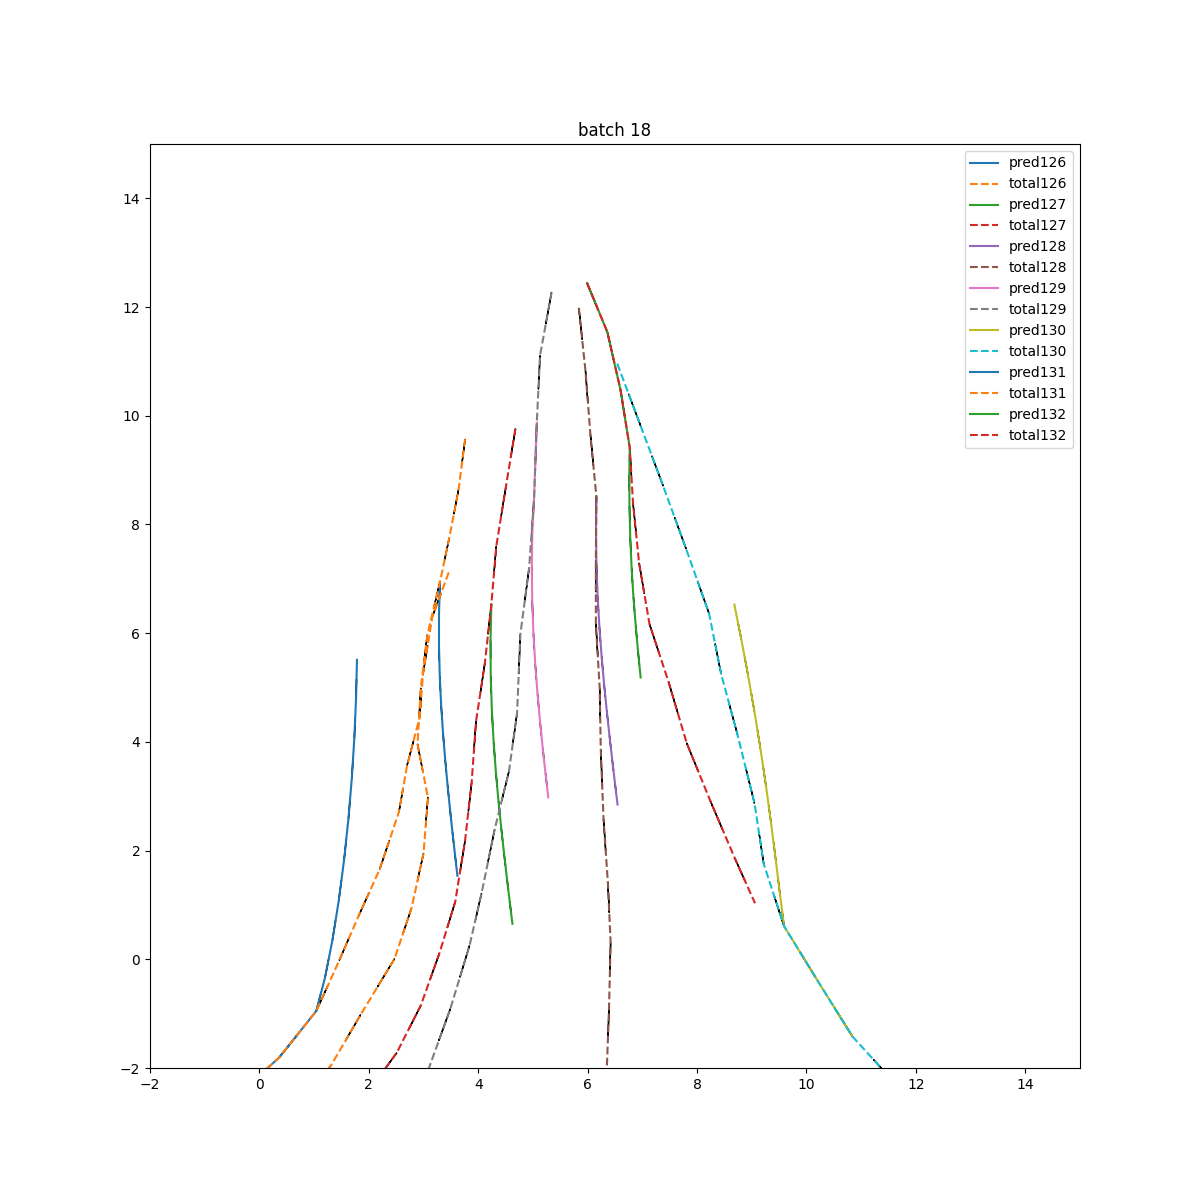 batch 18
pred126
total126
pred127
total127
pred128
total128
pred129
total129
pred130
total130
pred131
total131
pred132
total132
14
12
10
8
6
4
2
0
−2
−2 0 2 4 6 8 10 12 14